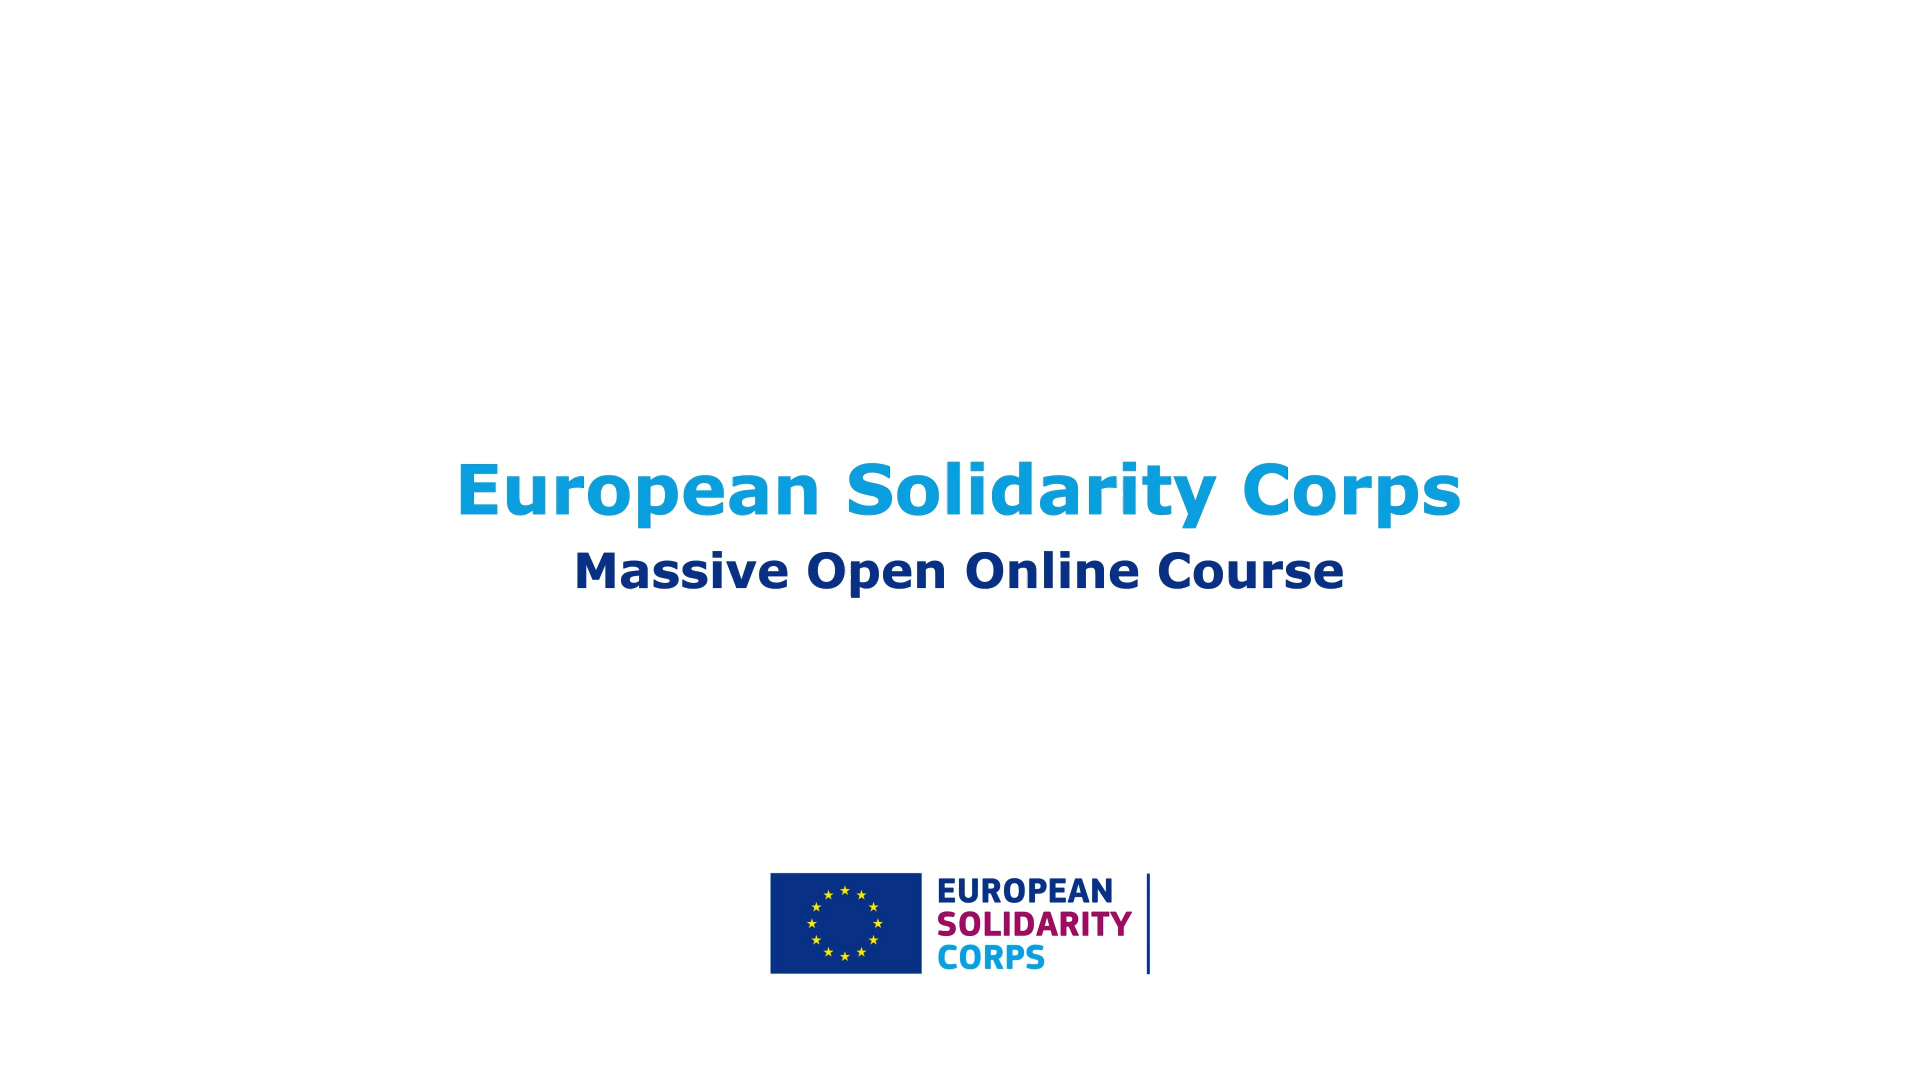 European Solidarity Corps
Massive Open Online Course
EUROPEAN
SOLIDARITY
CORPS